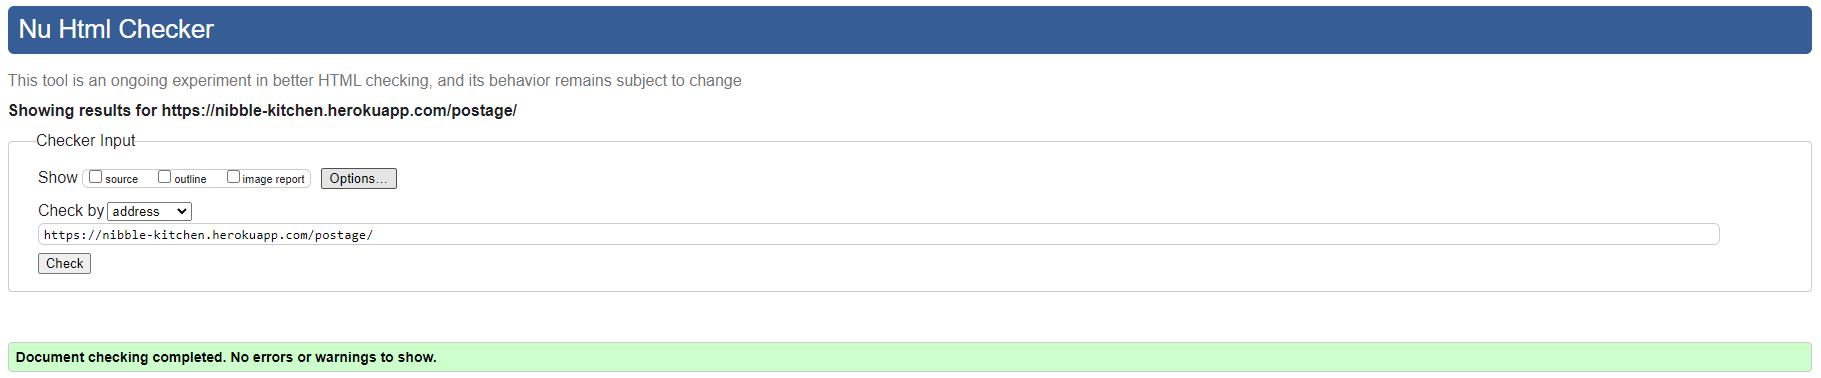 Nu Html Checker
This tool is an ongoing experiment in better HTML checking, and its behavior remains subject to change
Showing results for https://nibble-kitchen.herokuapp.com/postage/
Checker Input
Show source outline image report Options...
Check by address
https://nibble-kitchen.herokuapp.com/postage/
Check
Document checking completed. No errors or warnings to show.